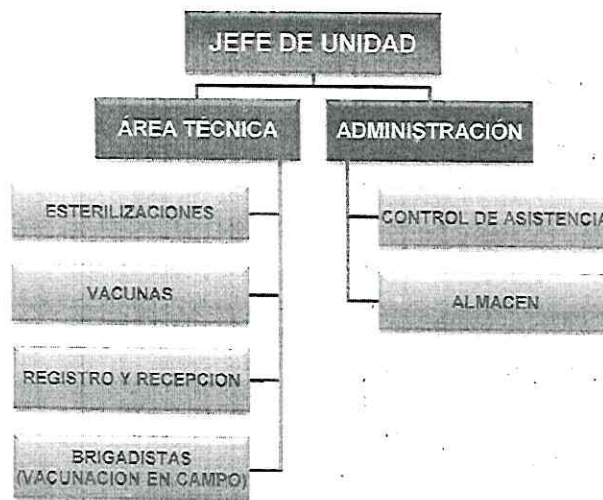 JEFE DE UNIDAD
ÁREA TÉCNICA
ADMINISTRACIÓN
ESTERILIZACIONES
CONTROL DE ASISTENCIA
VACUNAS
ALMACEN
REGISTRO Y RECEPCION
BRIGADISTAS
(VACUNACION EN CAMPO)